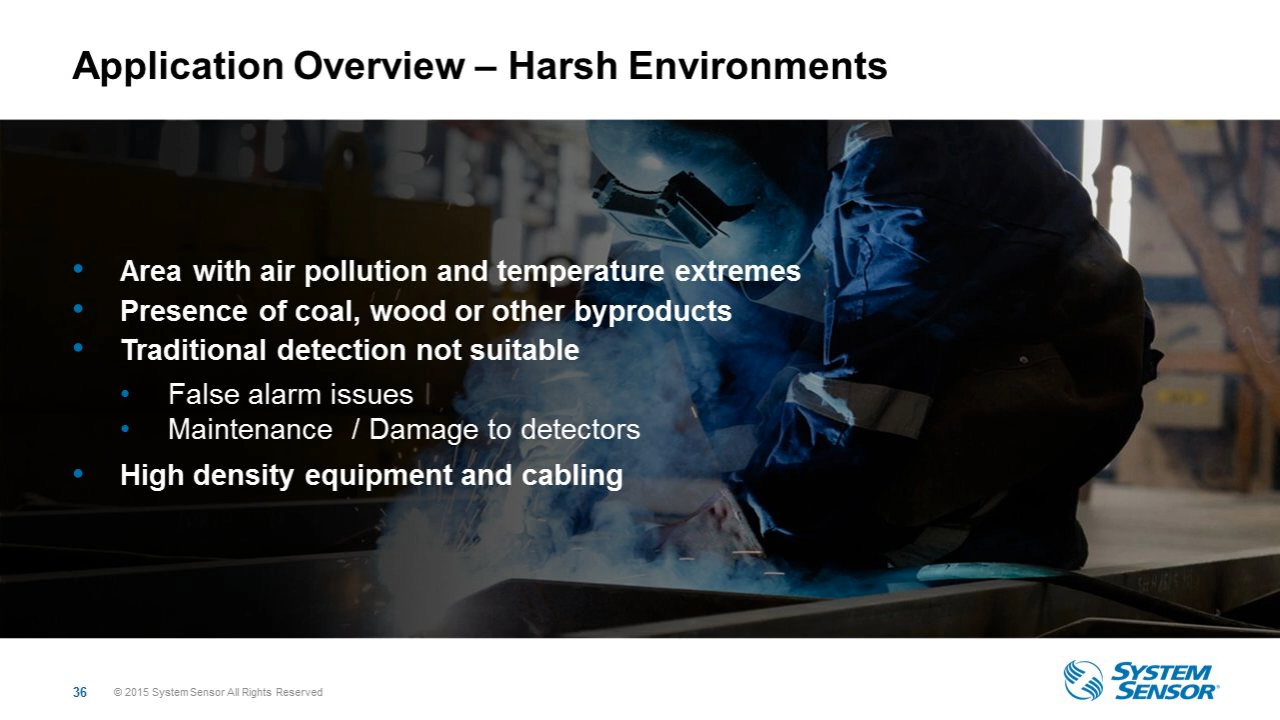 Application Overview – Harsh Environments
• Area with air pollution and temperature extremes
• Presence of coal, wood or other byproducts
• Traditional detection not suitable
• False alarm issues
• Maintenance / Damage to detectors
• High density equipment and cabling
36 © 2015 System Sensor All Rights Reserved
SYSTEM
SENSOR®